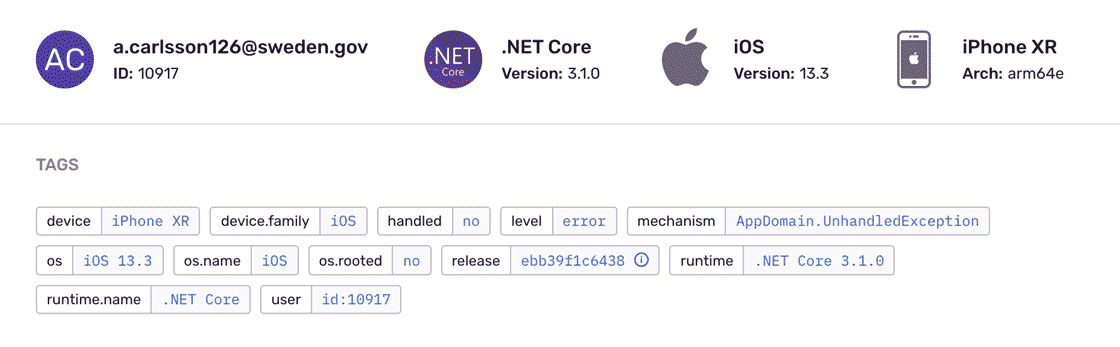 AC a.carlsson126@sweden.gov .NET Core .NET Core iOS iPhone XR
ID: 10917 Version: 3.1.0 Version: 13.3 Arch: arm64e
TAGS
device iPhone XR device.family iOS handled no level error mechanism AppDomain.UnhandledException
os iOS 13.3 os.name iOS os.rooted no release ebb39f1c6438 runtime .NET Core 3.1.0
runtime.name .NET Core user id:10917